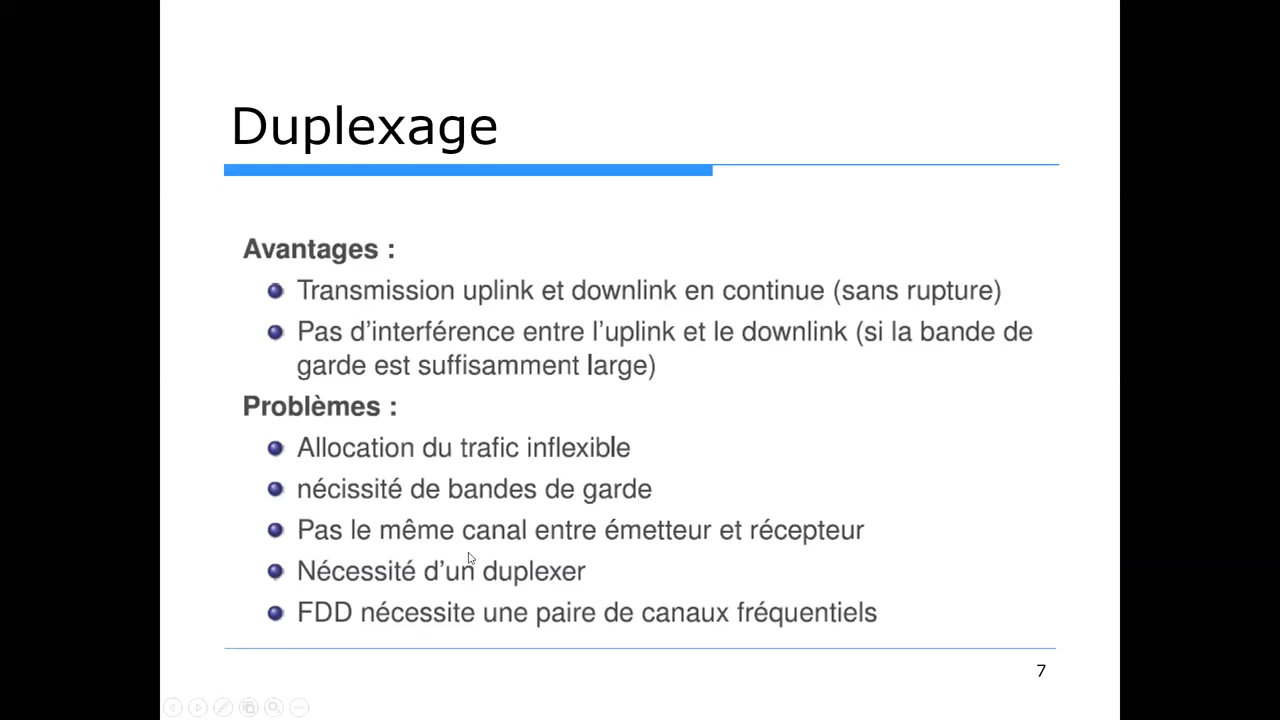 Duplexage
Avantages :
Transmission uplink et downlink en continue (sans rupture)
Pas d'interférence entre l'uplink et le downlink (si la bande de
garde est suffisamment large)
Problèmes :
Allocation du trafic inflexible
nécissité de bandes de garde
Pas le même canal entre émetteur et récepteur
Nécessité d'un duplexer
FDD nécessite une paire de canaux fréquentiels
7